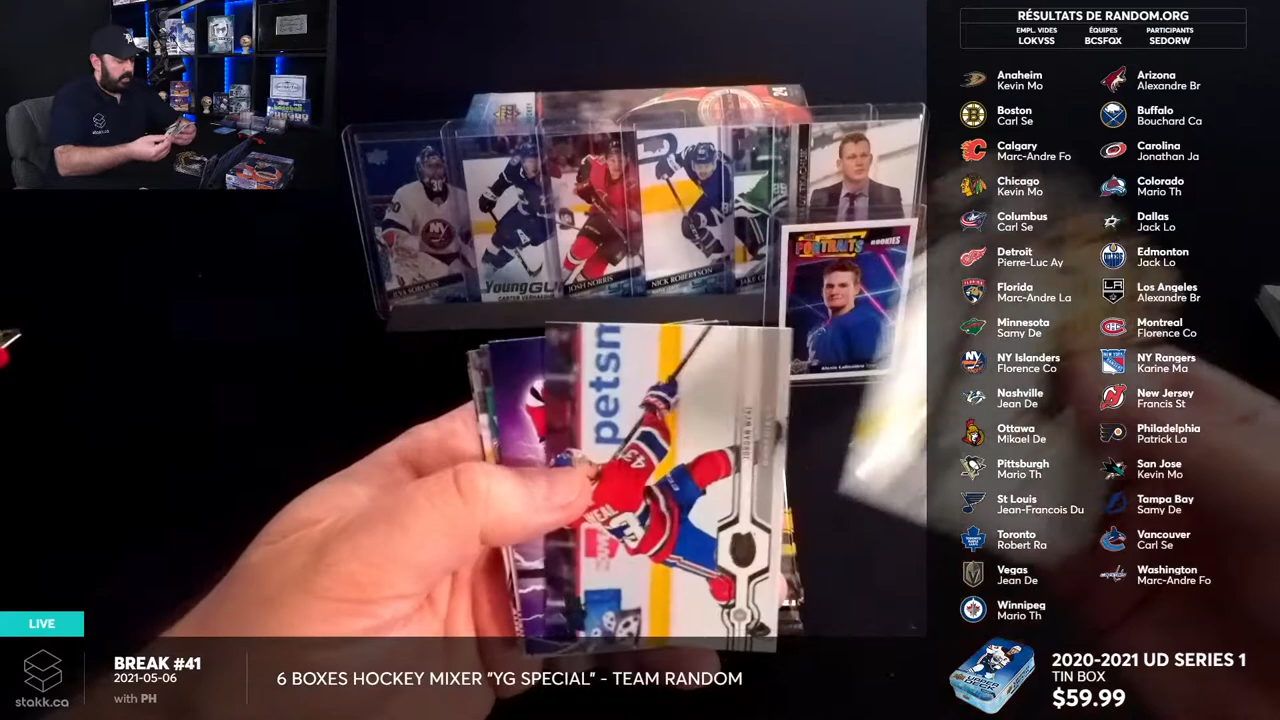 RÉSULTATS DE RANDOM.ORG
EMPL. VIDES
LOKVSS
ÉQUIPES
BCSFQX
PARTICIPANTS
SEDORW
Anaheim
Kevin Mo
Arizona
Alexandre Br
Boston
Carl Se
Buffalo
Bouchard Ca
Calgary
Marc-Andre Fo
Carolina
Jonathan Ja
Chicago
Kevin Mo
Colorado
Mario Th
Columbus
Carl Se
Dallas
Jack Lo
Detroit
Pierre-Luc Ay
Edmonton
Jack Lo
Florida
Marc-Andre La
Los Angeles
Alexandre Br
Minnesota
Samy De
Montreal
Florence Co
NY Islanders
Florence Co
NY Rangers
Karine Ma
Nashville
Jean De
New Jersey
Francis St
Ottawa
Mikael De
Philadelphia
Patrick La
Pittsburgh
Mario Th
San Jose
Kevin Mo
St Louis
Jean-Francois Du
Tampa Bay
Samy De
Toronto
Robert Ra
Vancouver
Carl Se
Vegas
Jean De
Washington
Marc-Andre Fo
Winnipeg
Mario Th
stakk.ca
24
Young GU
CARTER VERHAEGHE
JOSH NORRIS
NICK ROBERTSON
PORTRAITS
ROOKIES
petsm
JORDAN WEAL
WEAL
43
LIVE
stakk.ca
BREAK #41
2021-05-06
with PH
6 BOXES HOCKEY MIXER "YG SPECIAL" - TEAM RANDOM
2020-2021 UD SERIES 1
TIN BOX
$59.99